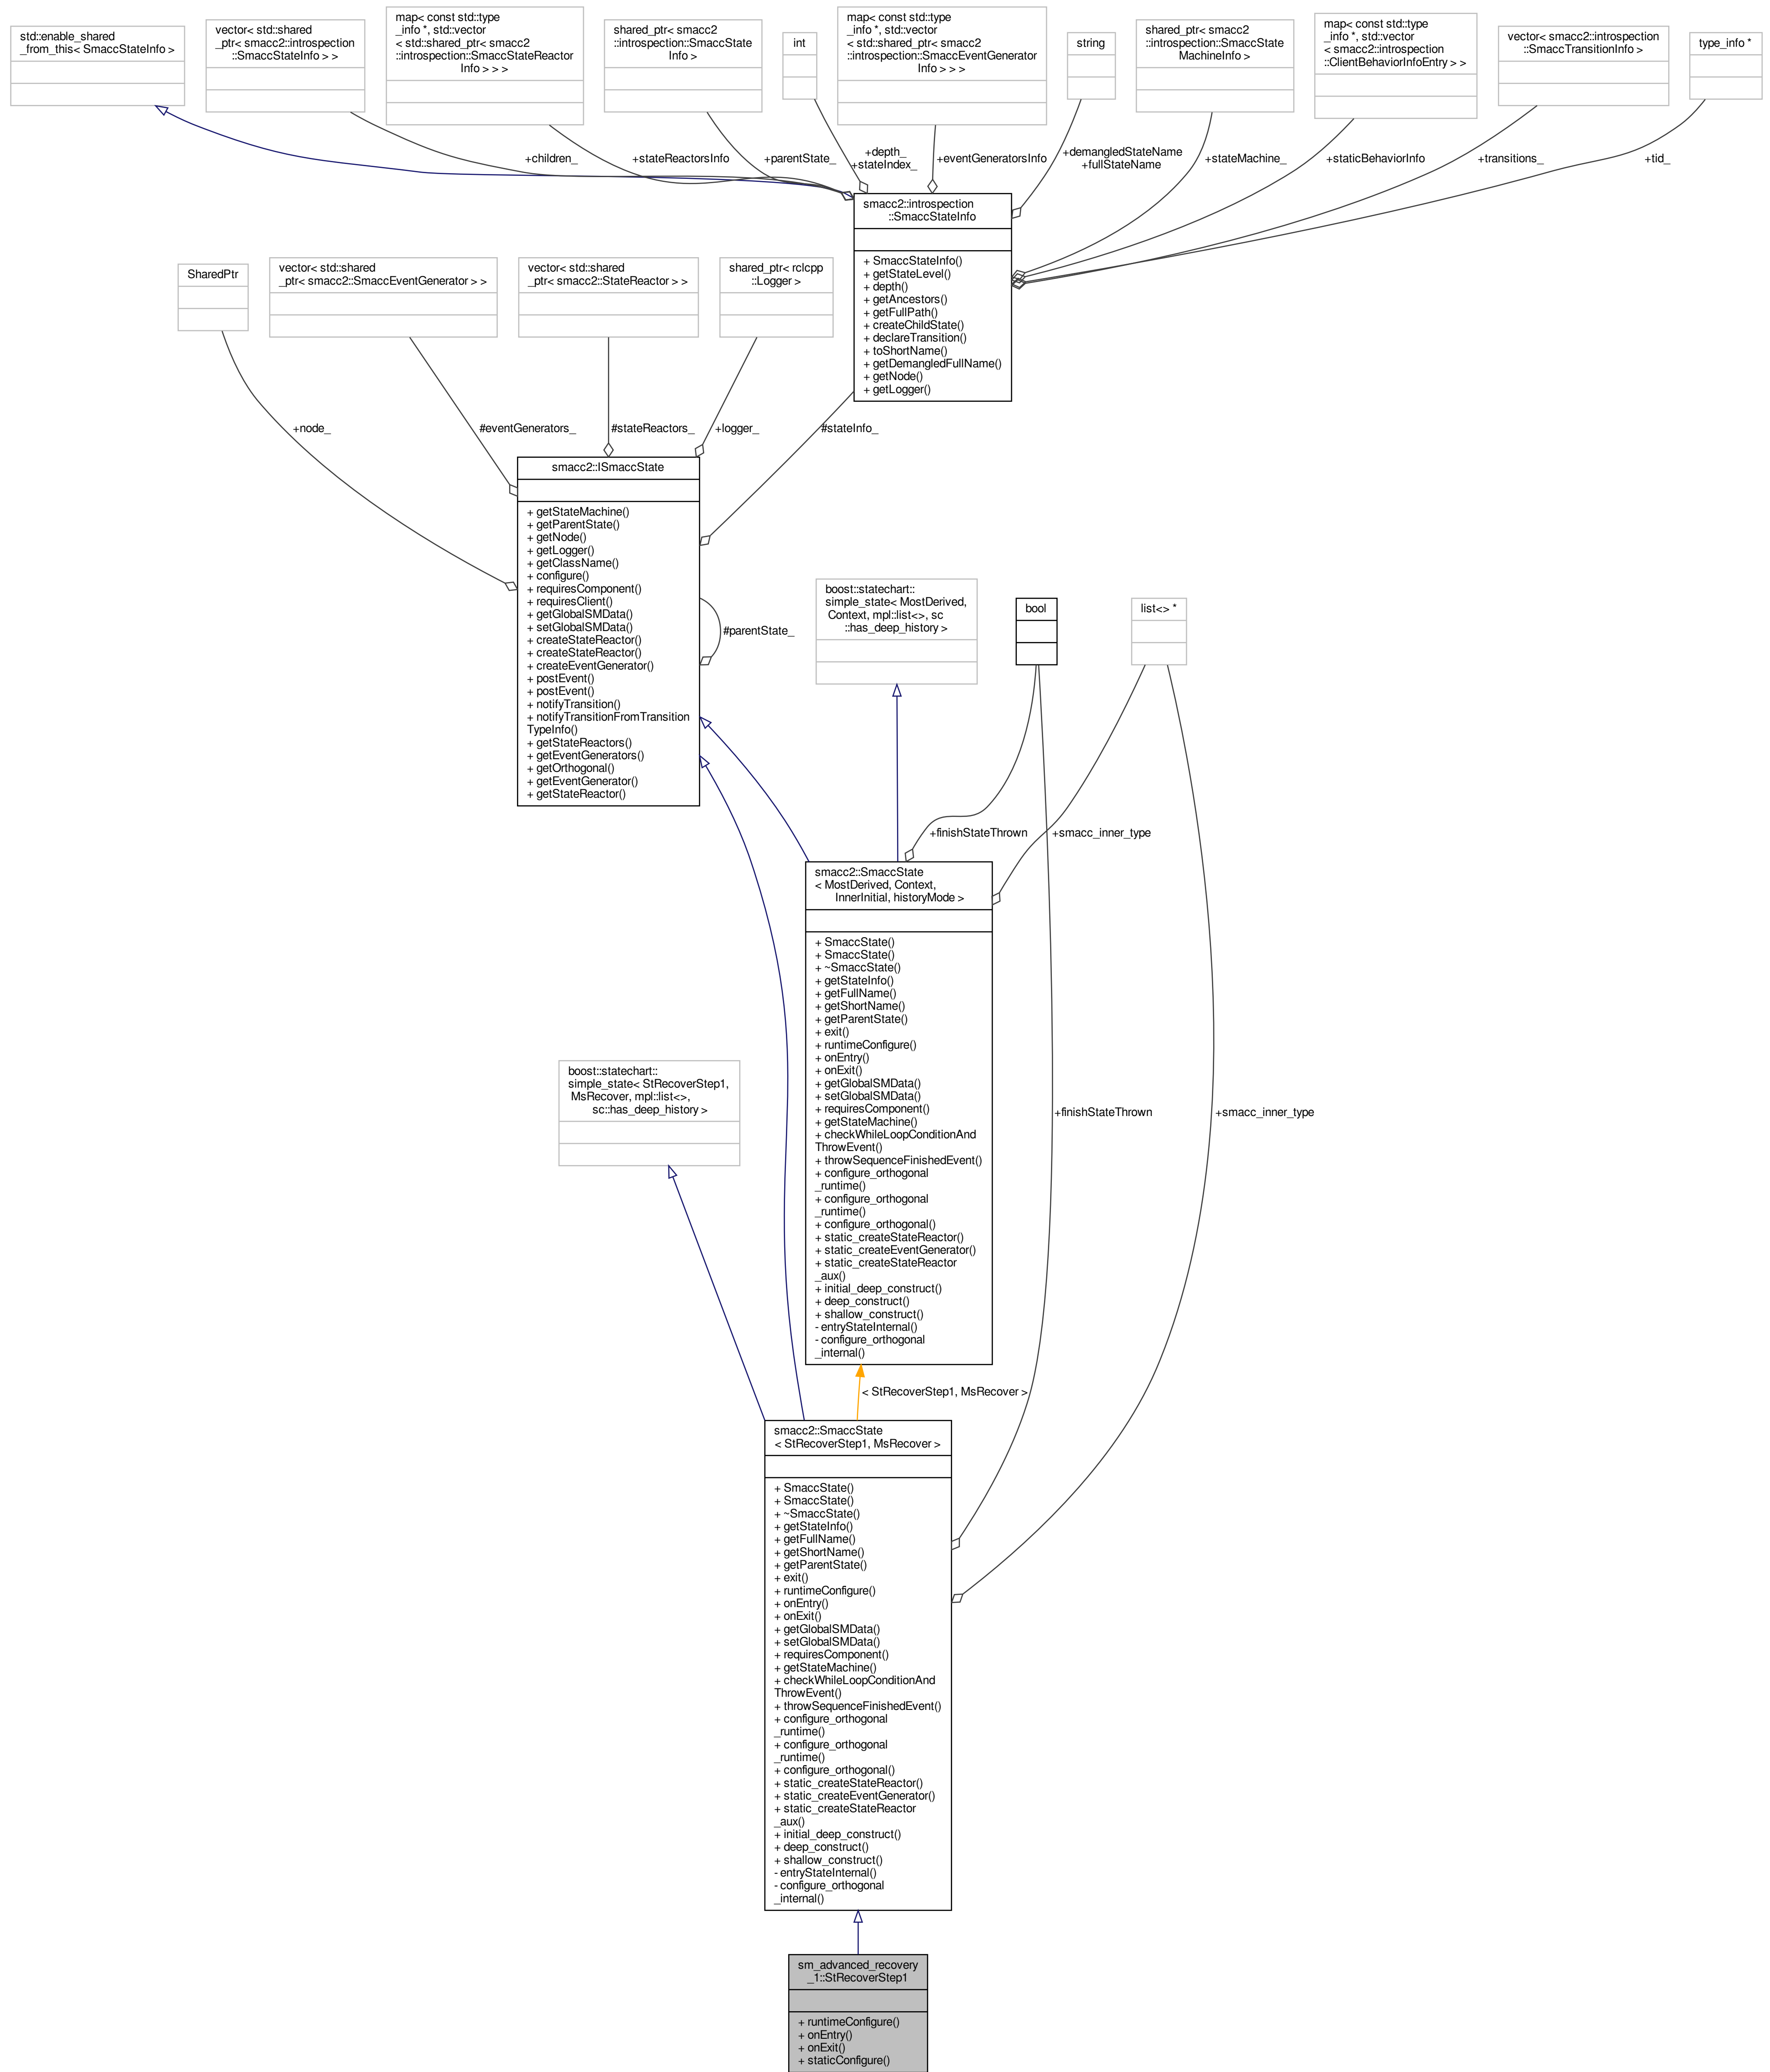 std::enable_shared
_from_this< SmaccStateInfo >
vector< std::shared
_ptr< smacc2::introspection
::SmaccStateInfo > >
map< const std::type
_info *, std::vector
< std::shared_ptr< smacc2
::introspection::SmaccStateReactor
Info > > >
shared_ptr< smacc2
::introspection::SmaccState
Info >
int
map< const std::type
_info *, std::vector
< std::shared_ptr< smacc2
::introspection::SmaccEventGenerator
Info > > >
string
shared_ptr< smacc2
::introspection::SmaccState
MachineInfo >
map< const std::type
_info *, std::vector
< smacc2::introspection
::ClientBehaviorInfoEntry > >
vector< smacc2::introspection
::SmaccTransitionInfo >
type_info *
+children_
+stateReactorsInfo
+parentState_
+depth_
+stateIndex_
+eventGeneratorsInfo
+demangledStateName
+fullStateName
+stateMachine_
+staticBehaviorInfo
+transitions_
+tid_
smacc2::introspection
::SmaccStateInfo
+ SmaccStateInfo()
+ getStateLevel()
+ depth()
+ getAncestors()
+ getFullPath()
+ createChildState()
+ declareTransition()
+ toShortName()
+ getDemangledFullName()
+ getNode()
+ getLogger()
SharedPtr
vector< std::shared
_ptr< smacc2::SmaccEventGenerator > >
vector< std::shared
_ptr< smacc2::StateReactor > >
shared_ptr< rclcpp
::Logger >
+node_
#eventGenerators_
#stateReactors_
+logger_
#stateInfo_
smacc2::ISmaccState
+ getStateMachine()
+ getParentState()
+ getNode()
+ getLogger()
+ getClassName()
+ configure()
+ requiresComponent()
+ requiresClient()
+ getGlobalSMData()
+ setGlobalSMData()
+ createStateReactor()
+ createStateReactor()
+ createEventGenerator()
+ postEvent()
+ postEvent()
+ notifyTransition()
+ notifyTransitionFromTransition
TypeInfo()
+ getStateReactors()
+ getEventGenerators()
+ getOrthogonal()
+ getEventGenerator()
+ getStateReactor()
#parentState_
boost::statechart::
simple_state< MostDerived,
Context, mpl::list<>, sc
::has_deep_history >
bool
list<> *
+finishStateThrown
+smacc_inner_type
smacc2::SmaccState
< MostDerived, Context,
InnerInitial, historyMode >
+ SmaccState()
+ SmaccState()
+ ~SmaccState()
+ getStateInfo()
+ getFullName()
+ getShortName()
+ getParentState()
+ exit()
+ runtimeConfigure()
+ onEntry()
+ onExit()
+ getGlobalSMData()
+ setGlobalSMData()
+ requiresComponent()
+ getStateMachine()
+ checkWhileLoopConditionAnd
ThrowEvent()
+ throwSequenceFinishedEvent()
+ configure_orthogonal
_runtime()
+ configure_orthogonal
_runtime()
+ configure_orthogonal()
+ static_createStateReactor()
+ static_createEventGenerator()
+ static_createStateReactor
_aux()
+ initial_deep_construct()
+ deep_construct()
+ shallow_construct()
- entryStateInternal()
- configure_orthogonal
_internal()
boost::statechart::
simple_state< StRecoverStep1,
MsRecover, mpl::list<>,
sc::has_deep_history >
+finishStateThrown
+smacc_inner_type
< StRecoverStep1, MsRecover >
smacc2::SmaccState
< StRecoverStep1, MsRecover >
+ SmaccState()
+ SmaccState()
+ ~SmaccState()
+ getStateInfo()
+ getFullName()
+ getShortName()
+ getParentState()
+ exit()
+ runtimeConfigure()
+ onEntry()
+ onExit()
+ getGlobalSMData()
+ setGlobalSMData()
+ requiresComponent()
+ getStateMachine()
+ checkWhileLoopConditionAnd
ThrowEvent()
+ throwSequenceFinishedEvent()
+ configure_orthogonal
_runtime()
+ configure_orthogonal
_runtime()
+ configure_orthogonal()
+ static_createStateReactor()
+ static_createEventGenerator()
+ static_createStateReactor
_aux()
+ initial_deep_construct()
+ deep_construct()
+ shallow_construct()
- entryStateInternal()
- configure_orthogonal
_internal()
sm_advanced_recovery
_1::StRecoverStep1
+ runtimeConfigure()
+ onEntry()
+ onExit()
+ staticConfigure()